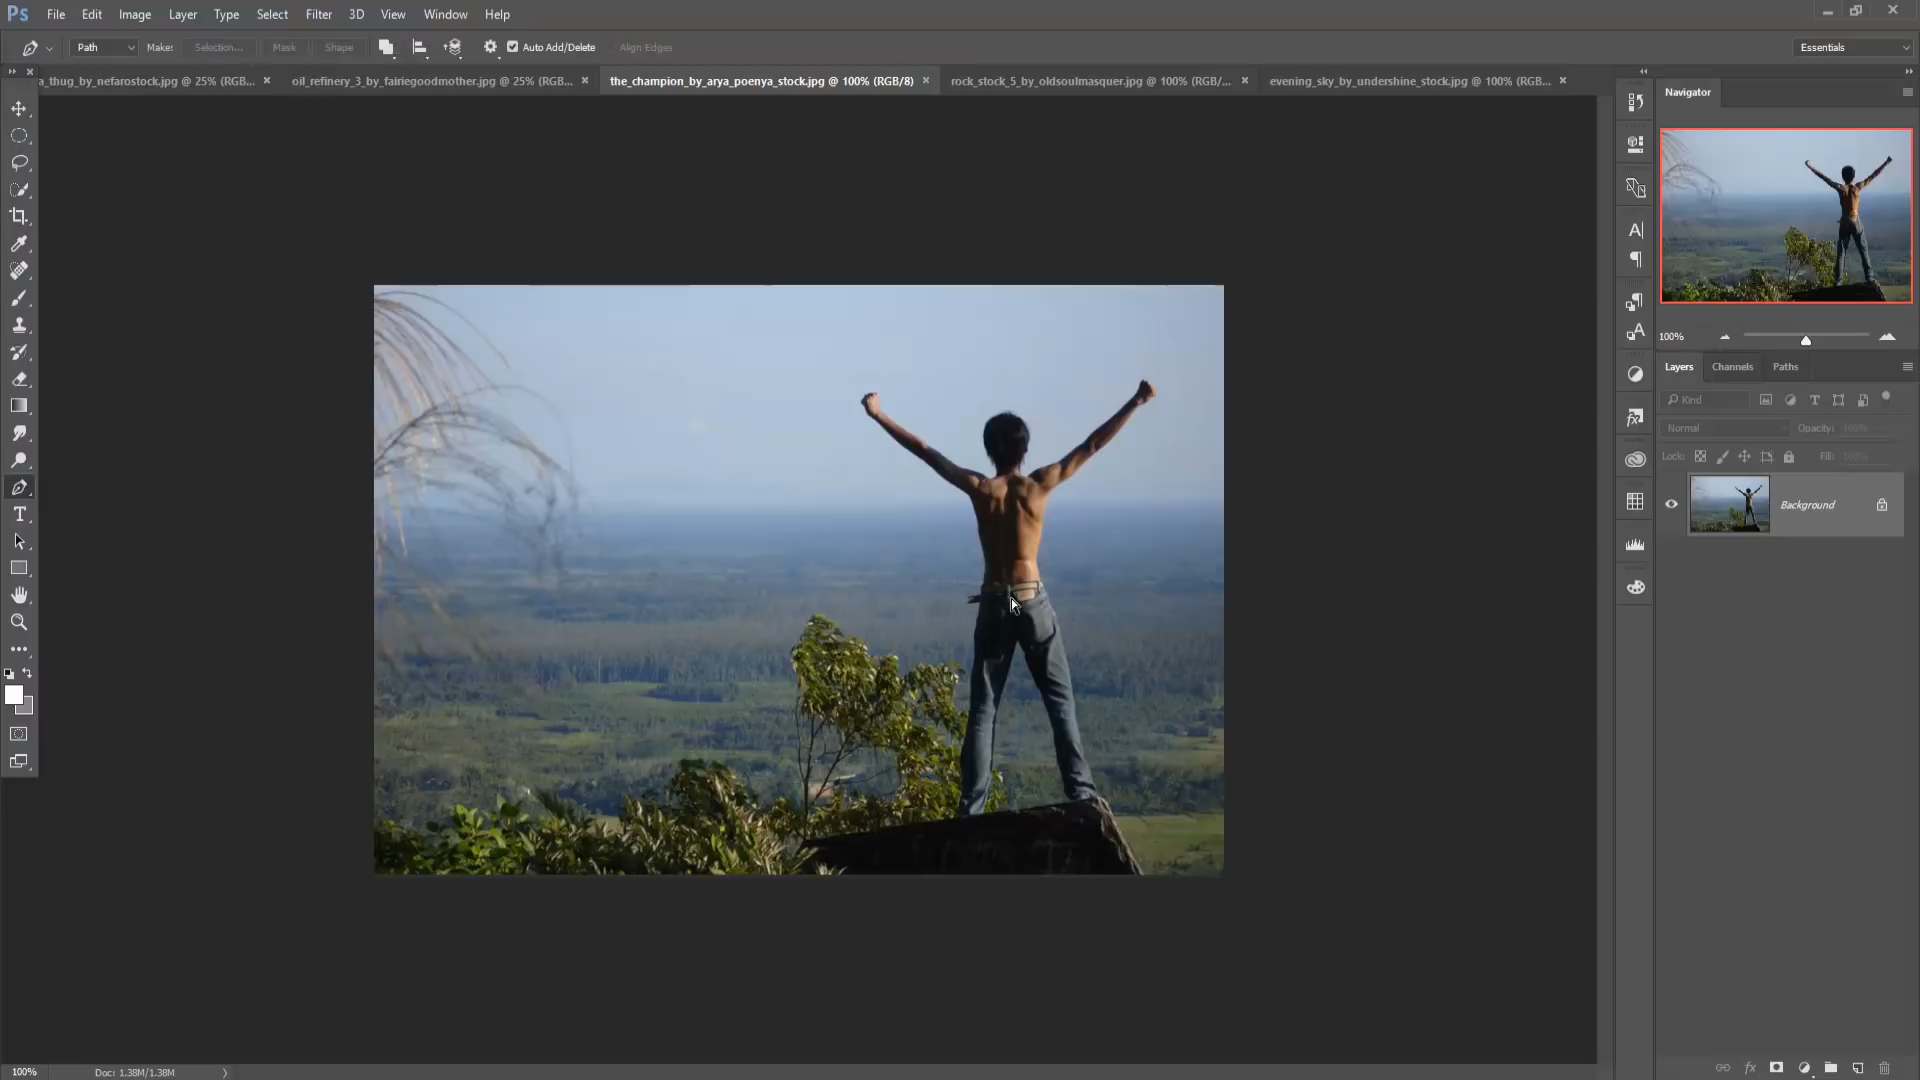 Ps File Edit Image Layer Type Select Filter 3D View Window Help
Path Make: Selection... Mask Shape Auto Add/Delete Align Edges Essentials
a_thug_by_nefarostock.jpg @ 25% (RGB... oil_refinery_3_by_fairiegoodmother.jpg @ 25% (RGB... the_champion_by_arya_poenya_stock.jpg @ 100% (RGB/8) rock_stock_5_by_oldsoulmasquer.jpg @ 100% (RGB/... evening_sky_by_undershine_stock.jpg @ 100% (RGB...
Navigator
100%
Layers Channels Paths
Kind
Normal Opacity: 100%
Lock: Fill: 100%
Background
100% Doc: 1.38M/1.38M